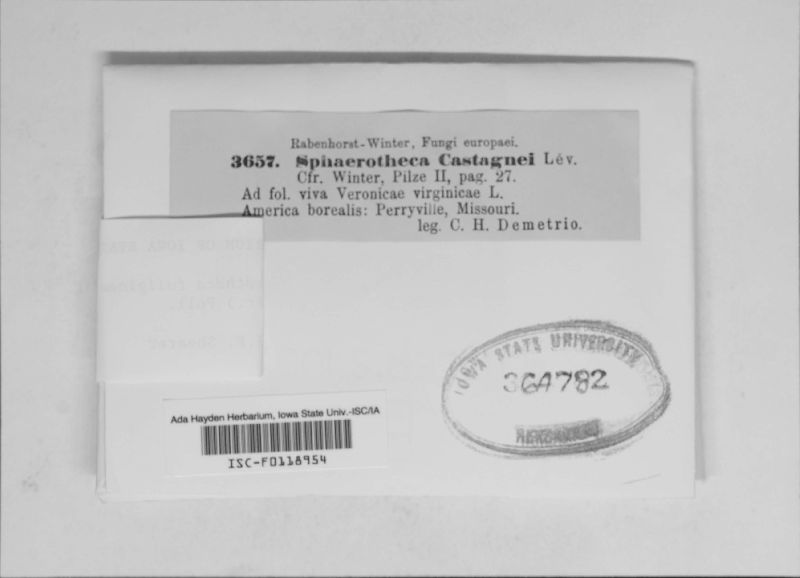 Rabenhorst-Winter, Fungi europaei.
3657. Sphaerotheca Castagnei Lév.
Cfr. Winter, Pilze II, pag. 27.
Ad fol. viva Veronicae virginicae L.
America borealis: Perryville, Missouri.
leg. C. H. Demetrio.
IOWA STATE UNIVERSITY
364782
HERBARIUM
Ada Hayden Herbarium, Iowa State Univ.-ISC/IA
ISC-F0118954